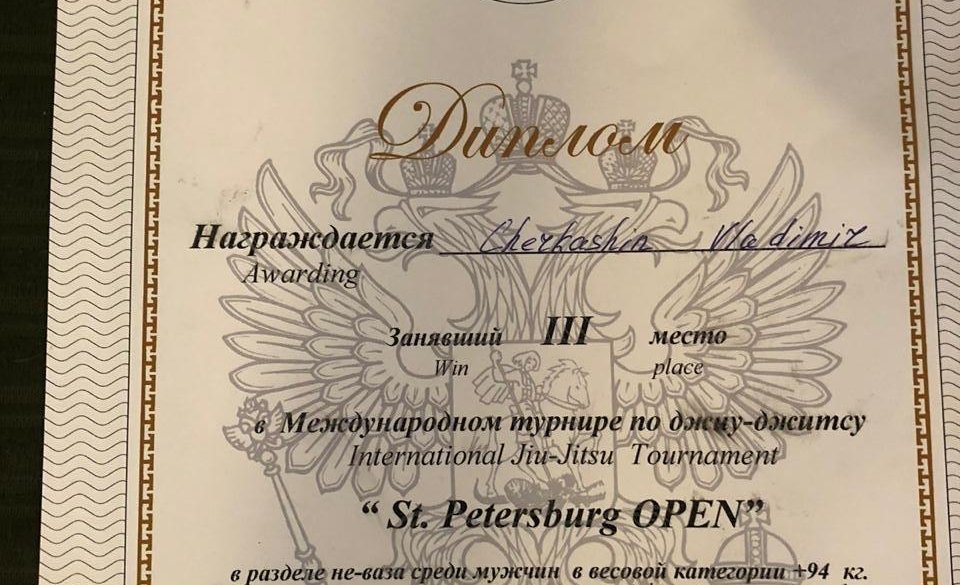 Диплом
Награждается Cherkashin Vladimir
Awarding
Занявший III место
Win place
в Международном турнире по джиу-джитсу
International Jiu-Jitsu Tournament
“ St. Petersburg OPEN”
в разделе не-ваза среди мужчин в весовой категории +94 кг.